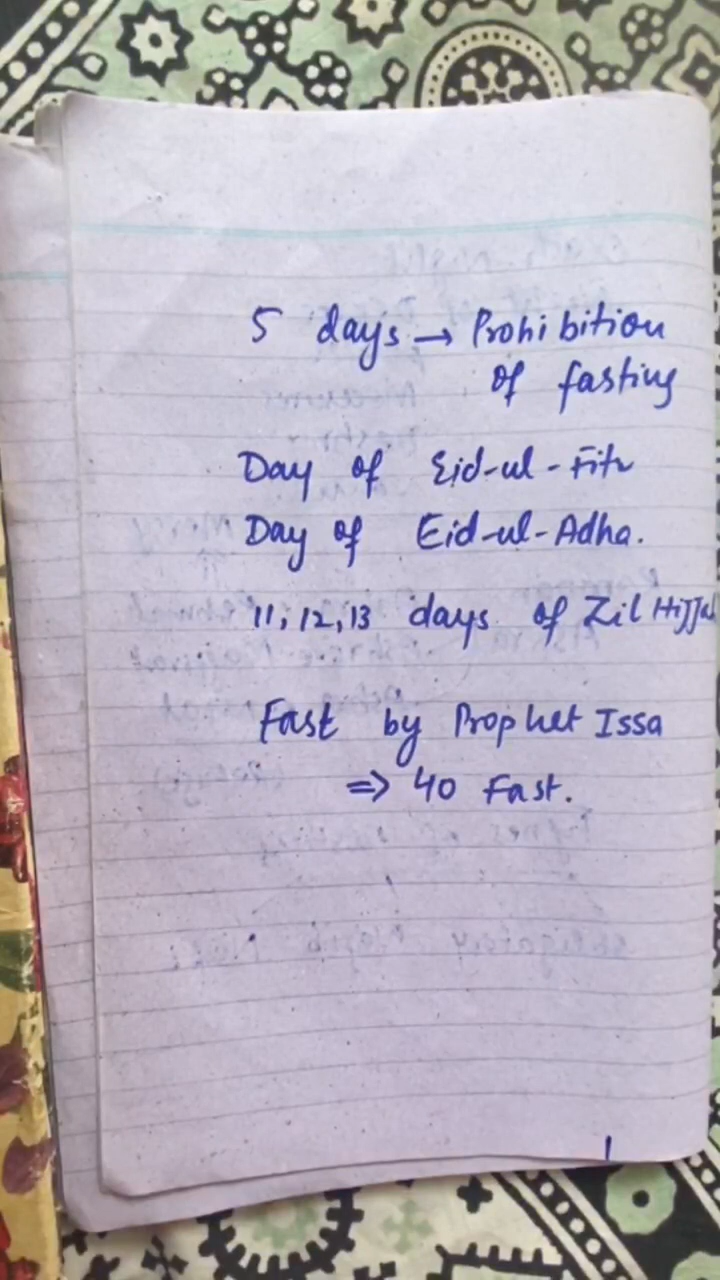 5 days → Prohibition
of fasting
Day of Eid-ul-Fitr
Day of Eid-ul-Adha.
11, 12, 13 days of Zil Hijjah
Fast by Prophet Issa
⇒ 40 Fast.